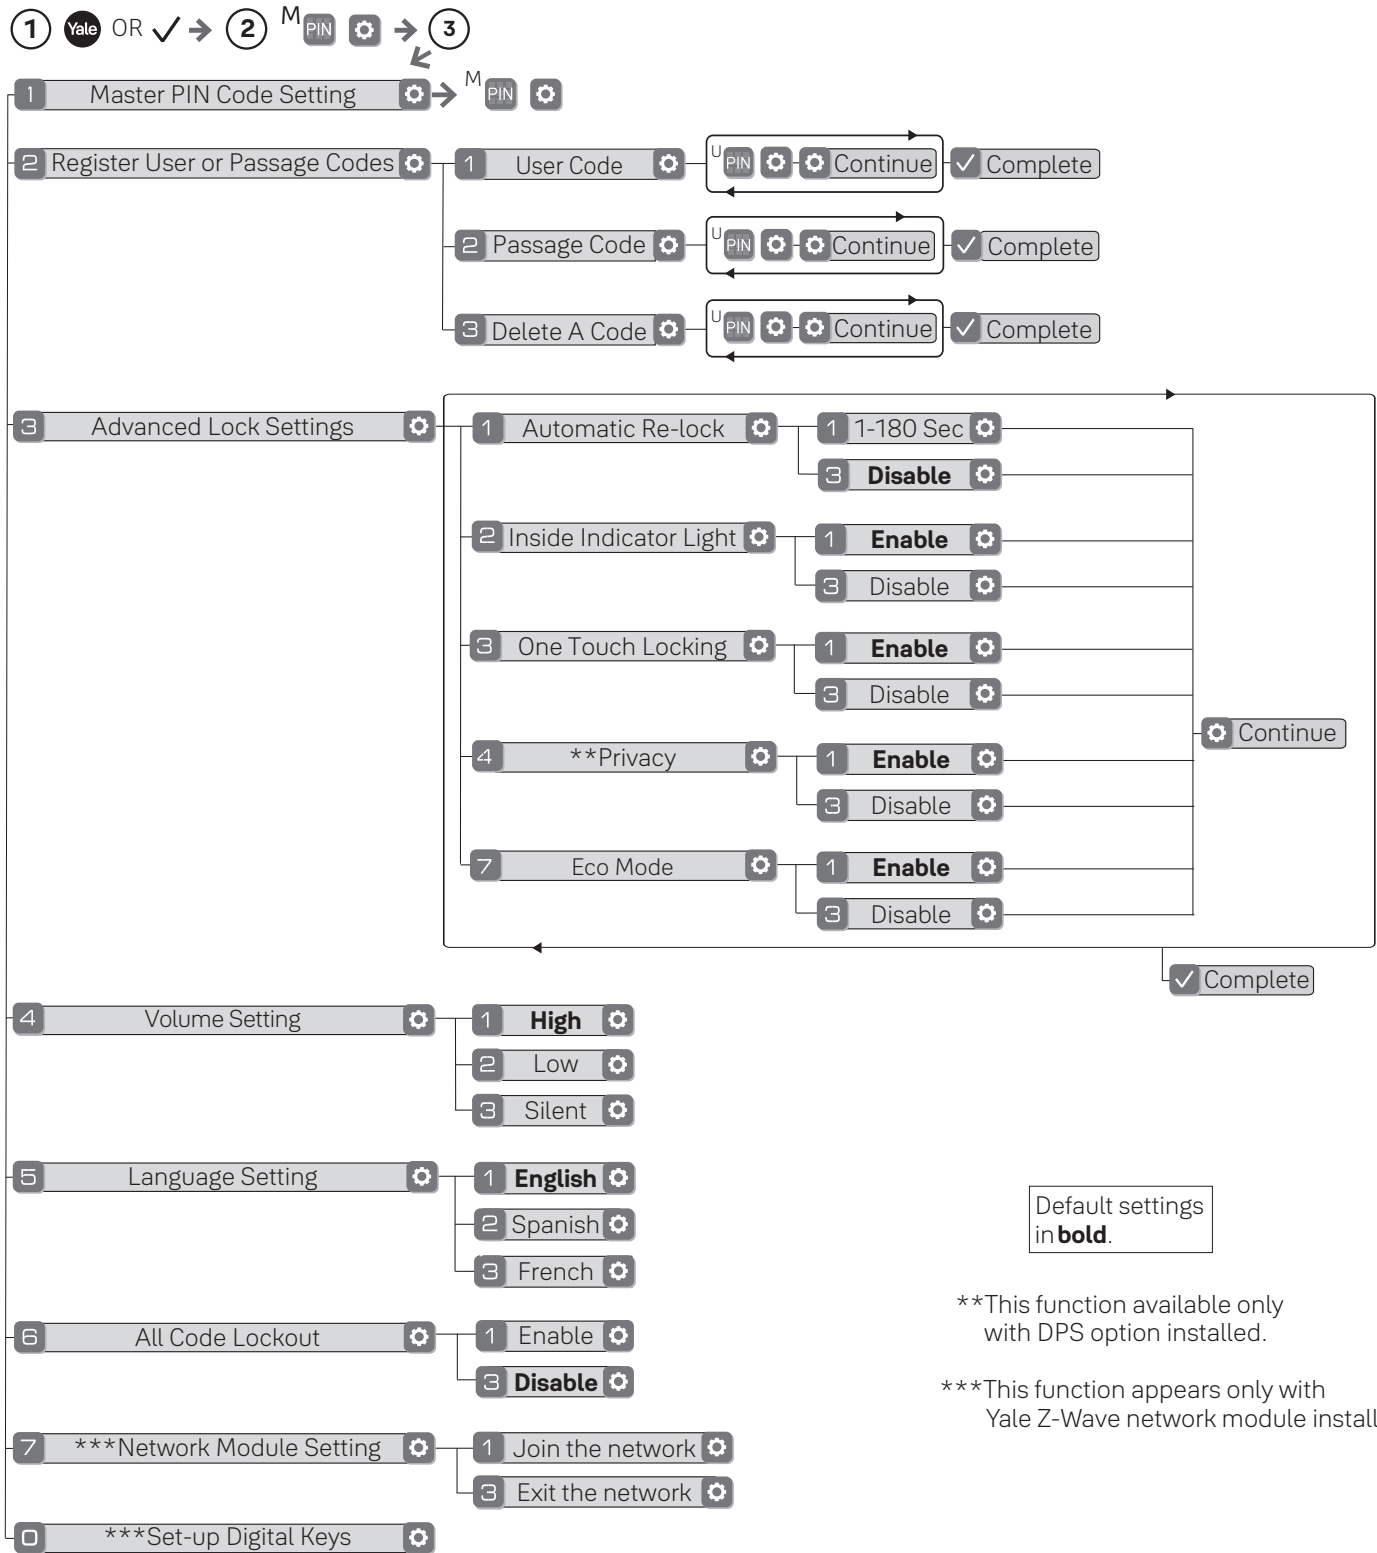 1 Yale OR 2 M PIN 3
1 Master PIN Code Setting M PIN
2 Register User or Passage Codes 1 User Code U PIN Continue Complete
2 Passage Code U PIN Continue Complete
3 Delete A Code U PIN Continue Complete
3 Advanced Lock Settings 1 Automatic Re-lock 1 1-180 Sec
3 Disable
2 Inside Indicator Light 1 Enable
3 Disable
3 One Touch Locking 1 Enable
3 Disable
Continue
4 **Privacy 1 Enable
3 Disable
7 Eco Mode 1 Enable
3 Disable
Complete
4 Volume Setting 1 High
2 Low
3 Silent
5 Language Setting 1 English
2 Spanish
3 French
Default settings
in bold.
**This function available only
with DPS option installed.
6 All Code Lockout 1 Enable
3 Disable
***This function appears only with
Yale Z-Wave network module install
7 ***Network Module Setting 1 Join the network
3 Exit the network
0 ***Set-up Digital Keys